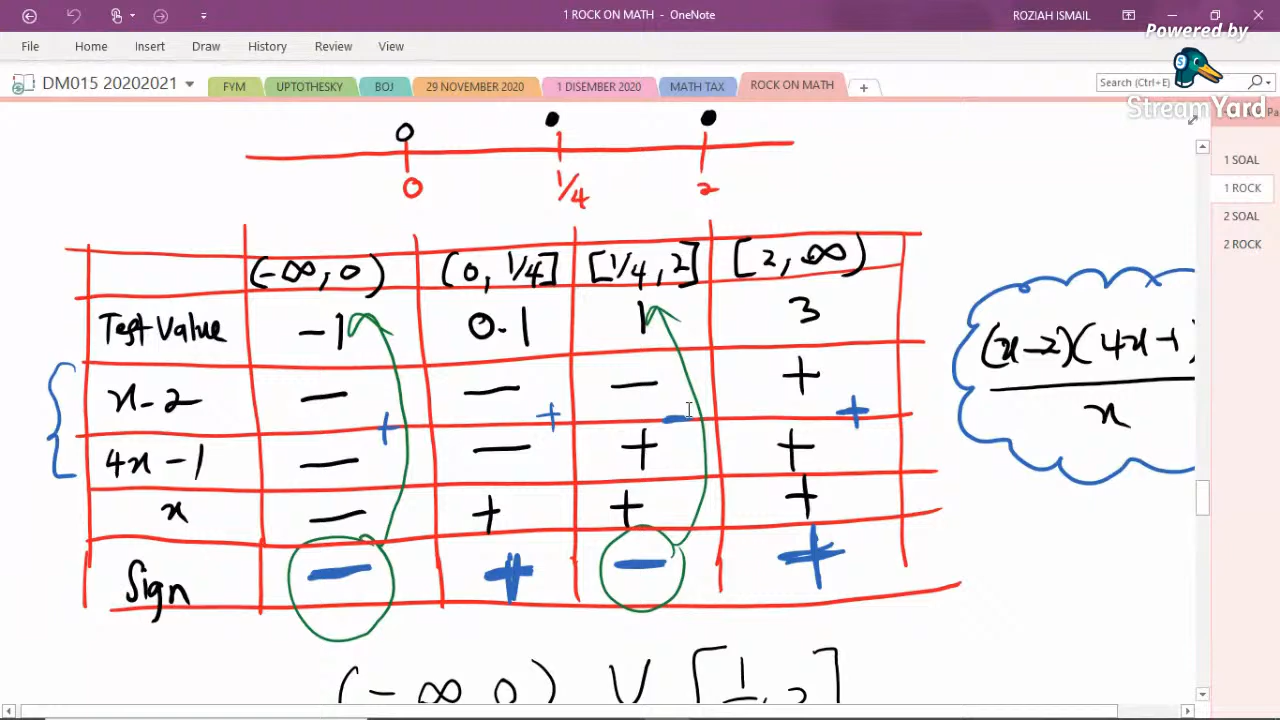 1 ROCK ON MATH - OneNote
ROZIAH ISMAIL
Powered by
StreamYard
File Home Insert Draw History Review View
DM015 20202021
FYM UPTOTHESKY BOJ 29 NOVEMBER 2020 1 DISEMBER 2020 MATH TAX ROCK ON MATH +
Search (Ctrl+E)
Pa
1 SOAL
1 ROCK
2 SOAL
2 ROCK
0 1/4 2
(-∞, 0) (0, 1/4] [1/4, 2] [2, ∞)
Test Value -1 0.1 1 3
x-2 - - - +
+ + - +
4x-1 - - + +
x - + + +
Sign - + - +
(x-2)(4x-1)
x
(-∞ 0) ∪ [1, 2]